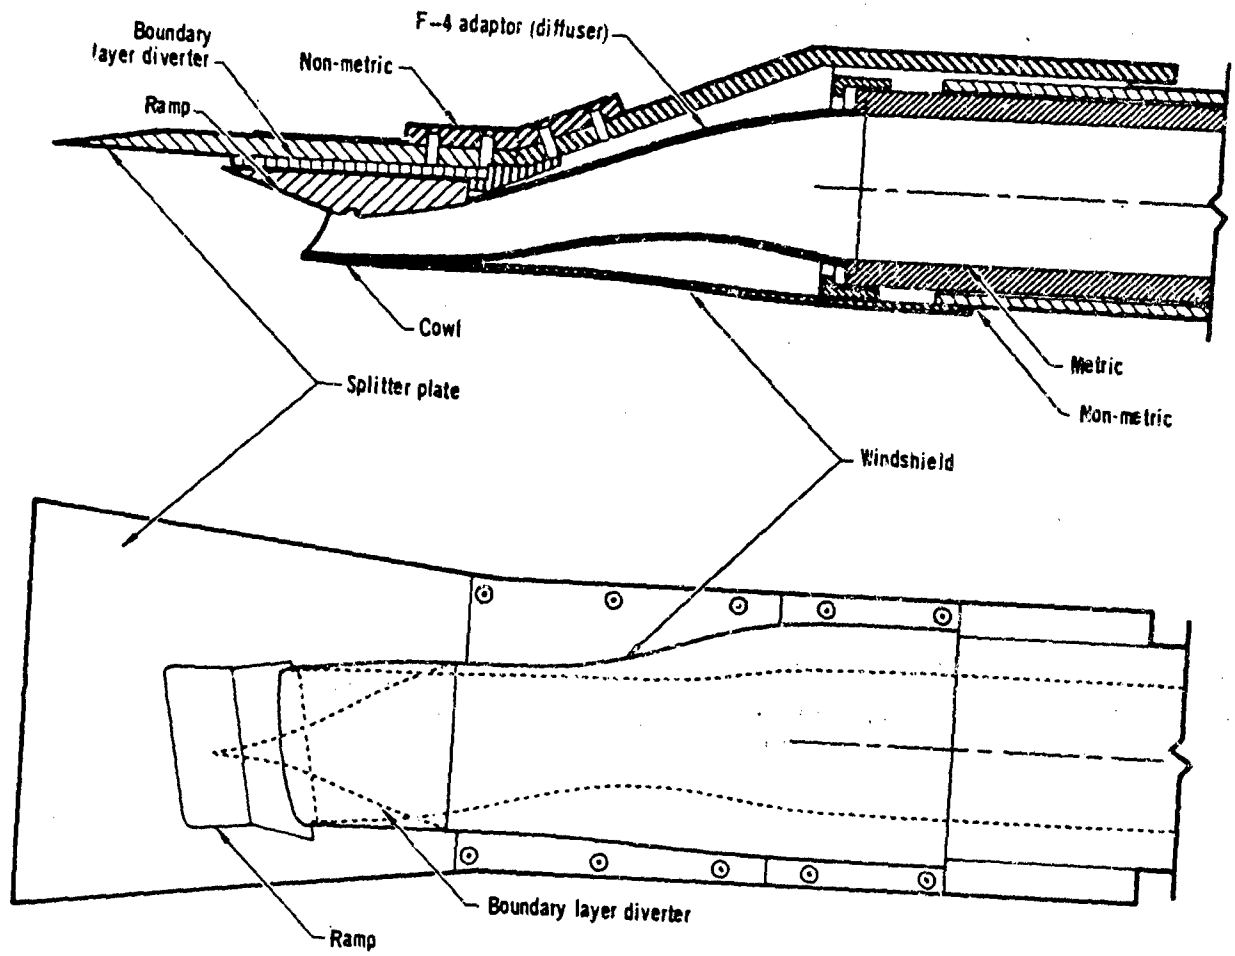 F-4 adaptor (diffuser)
Boundary
layer diverter
Non-metric
Ramp
Cowl
Metric
Splitter plate
Non-metric
Windshield
Boundary layer diverter
Ramp